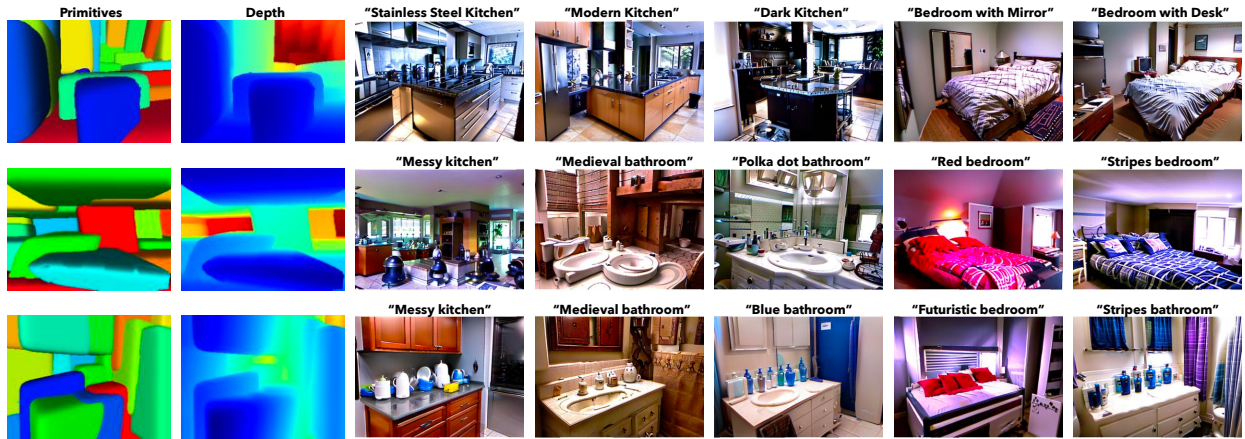 Primitives
Depth
"Stainless Steel Kitchen"
"Modern Kitchen"
"Dark Kitchen"
"Bedroom with Mirror"
"Bedroom with Desk"
"Messy kitchen"
"Medieval bathroom"
"Polka dot bathroom"
"Red bedroom"
"Stripes bedroom"
"Messy kitchen"
"Medieval bathroom"
"Blue bathroom"
"Futuristic bedroom"
"Stripes bathroom"